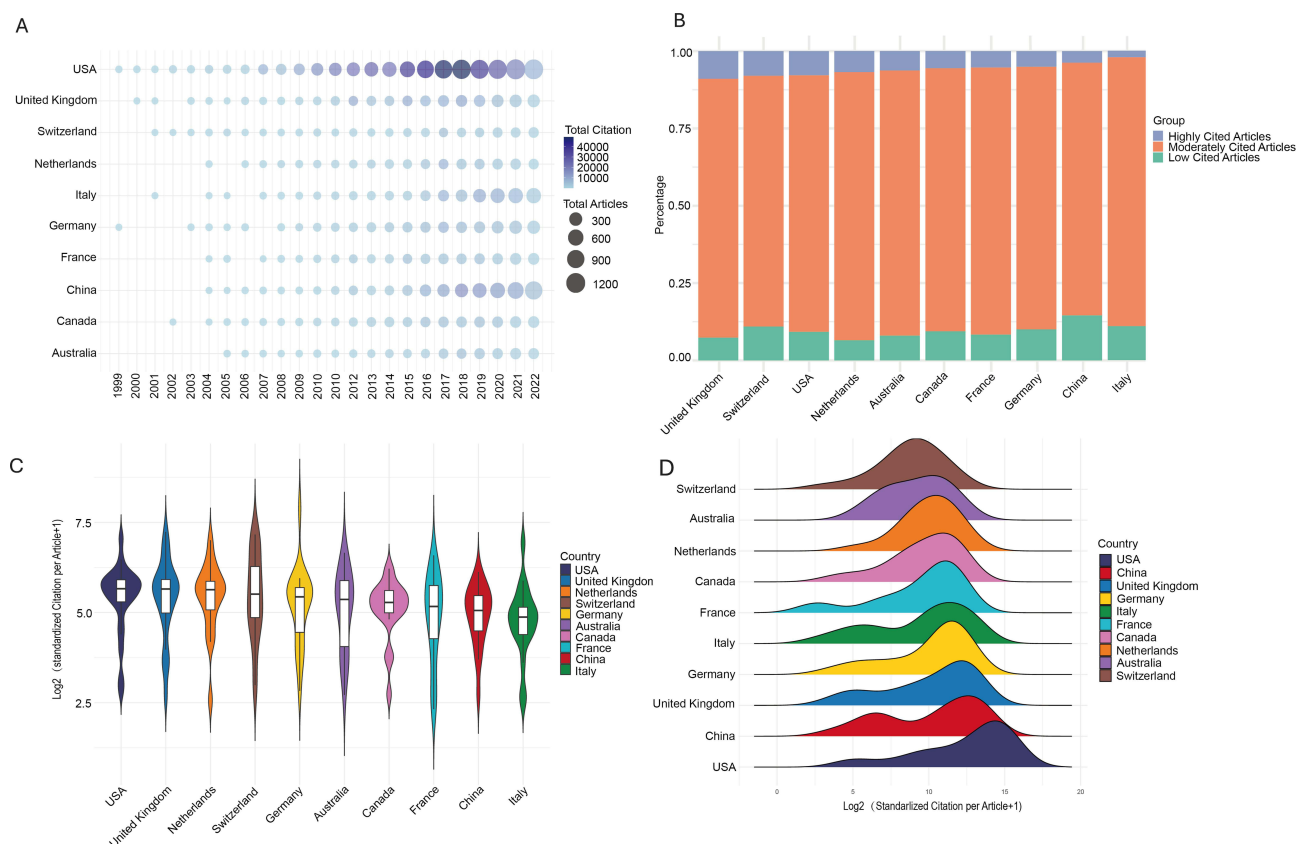 A
USA
United Kingdom
Switzerland
Netherlands
Italy
Germany
France
China
Canada
Australia
1999
2000
2001
2002
2003
2004
2005
2006
2007
2008
2009
2010
2010
2012
2013
2014
2015
2016
2017
2018
2019
2020
2021
2022
Total Citation
40000
30000
20000
10000
Total Articles
300
600
900
1200
B
Percentage
1.00
0.75
0.50
0.25
0.00
United Kingdom
Switzerland
USA
Netherlands
Australia
Canada
France
Germany
China
Italy
Group
Highly Cited Articles
Moderately Cited Articles
Low Cited Articles
C
Log2（standardized Citation per Article+1)
7.5
5.0
2.5
USA
United Kingdom
Netherlands
Switzerland
Germany
Australia
Canada
France
China
Italy
Country
USA
United Kingdon
Netherlands
Switzerland
Germany
Australia
Canada
France
China
Italy
D
Switzerland
Australia
Netherlands
Canada
France
Italy
Germany
United Kingdom
China
USA
0
5
10
15
20
Log2（Standarlized Citation per Article+1)
Country
USA
China
United Kingdom
Germany
Italy
France
Canada
Netherlands
Australia
Switzerland